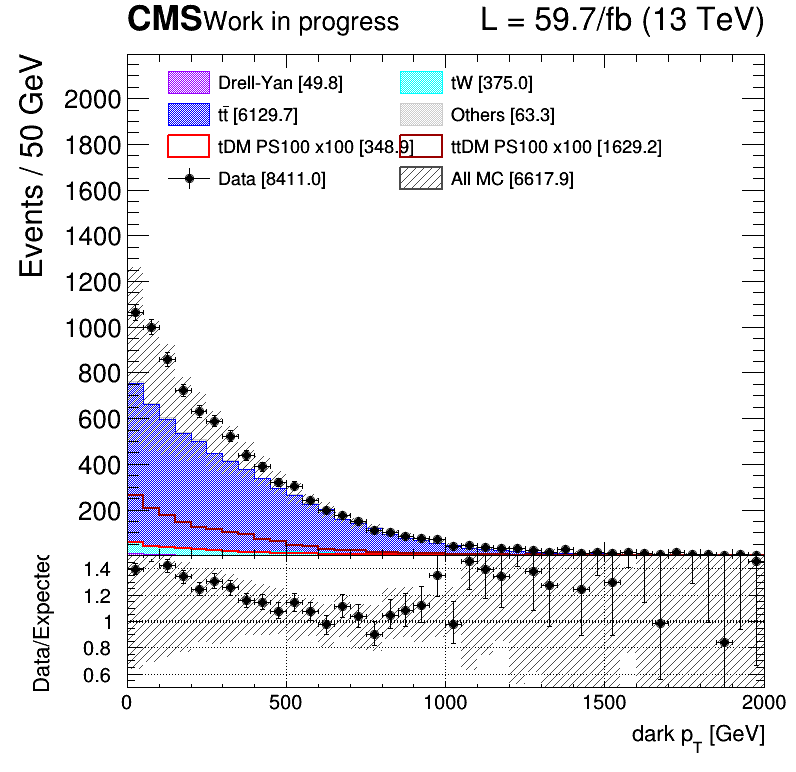 CMS Work in progress L = 59.7/fb (13 TeV)
Events / 50 GeV
Drell-Yan [49.8] tW [375.0]
tt̄ [6129.7] Others [63.3]
tDM PS100 x100 [348.9] ttDM PS100 x100 [1629.2]
Data [8411.0] All MC [6617.9]
2000
1800
1600
1400
1200
1000
800
600
400
200
Data/Expected
1.4
1.2
1
0.8
0.6
0 500 1000 1500 2000
dark p_T [GeV]